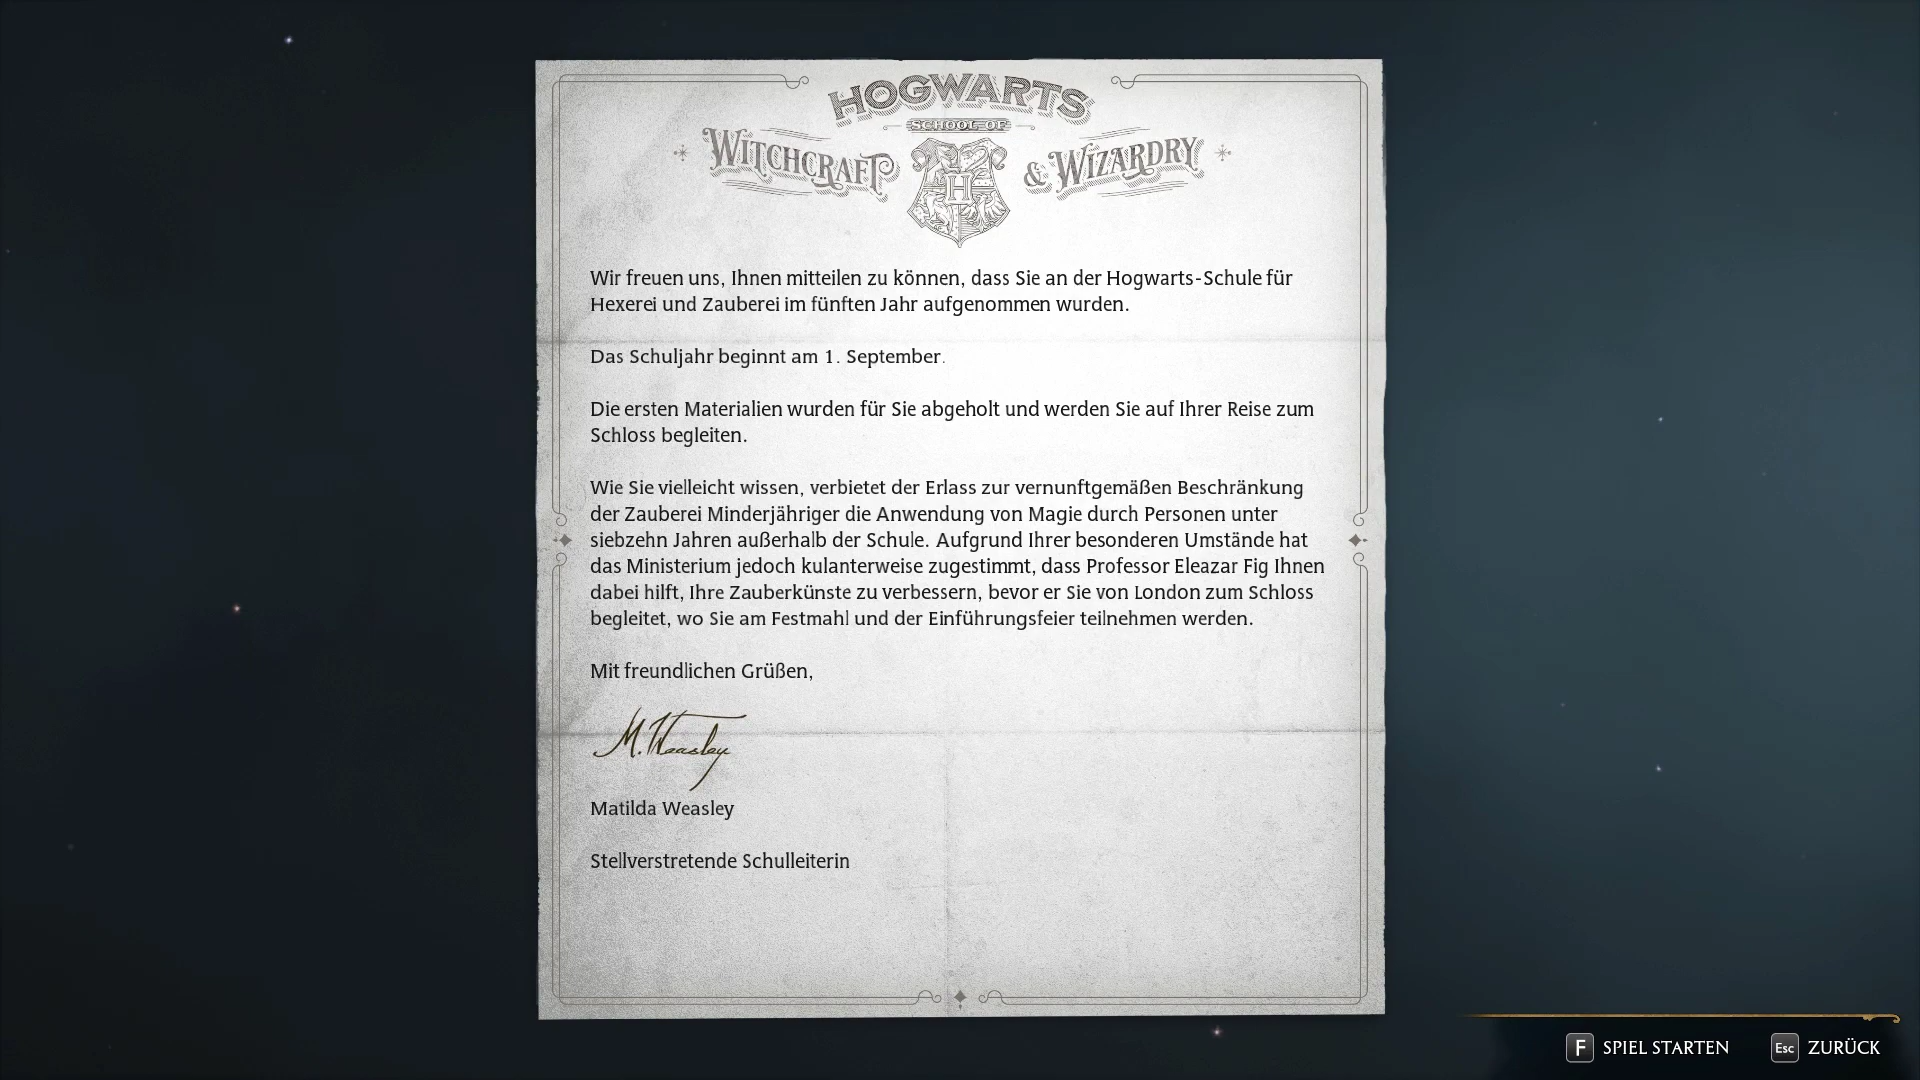 HOGWARTS
SCHOOL OF
WITCHCRAFT & WIZARDRY
H
Wir freuen uns, Ihnen mitteilen zu können, dass Sie an der Hogwarts-Schule für
Hexerei und Zauberei im fünften Jahr aufgenommen wurden.
Das Schuljahr beginnt am 1. September.
Die ersten Materialien wurden für Sie abgeholt und werden Sie auf Ihrer Reise zum
Schloss begleiten.
Wie Sie vielleicht wissen, verbietet der Erlass zur vernunftgemäßen Beschränkung
der Zauberei Minderjähriger die Anwendung von Magie durch Personen unter
siebzehn Jahren außerhalb der Schule. Aufgrund Ihrer besonderen Umstände hat
das Ministerium jedoch kulanterweise zugestimmt, dass Professor Eleazar Fig Ihnen
dabei hilft, Ihre Zauberkünste zu verbessern, bevor er Sie von London zum Schloss
begleitet, wo Sie am Festmahl und der Einführungsfeier teilnehmen werden.
Mit freundlichen Grüßen,
M. Weasley
Matilda Weasley
Stellverstretende Schulleiterin
F SPIEL STARTEN Esc ZURÜCK